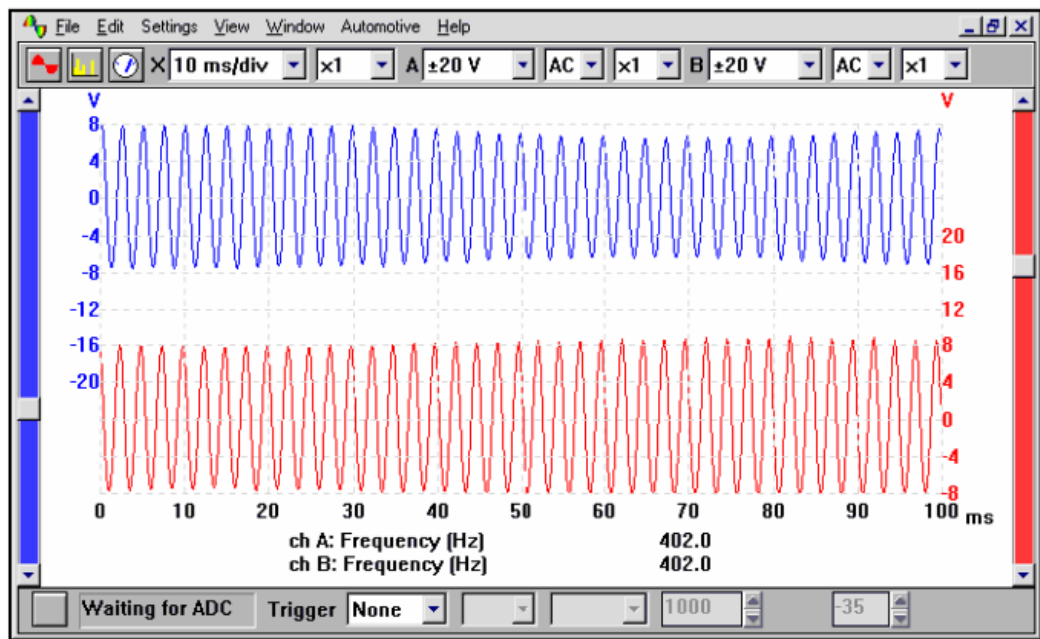 File Edit Settings View Window Automotive Help
X 10 ms/div x1 A ±20 V AC x1 B ±20 V AC x1
V V
8
4
0
-4 20
-8 16
-12 12
-16 8
-20 4
0
-4
-8
0 10 20 30 40 50 60 70 80 90 100 ms
ch A: Frequency (Hz) 402.0
ch B: Frequency (Hz) 402.0
Waiting for ADC Trigger None 1000 -35